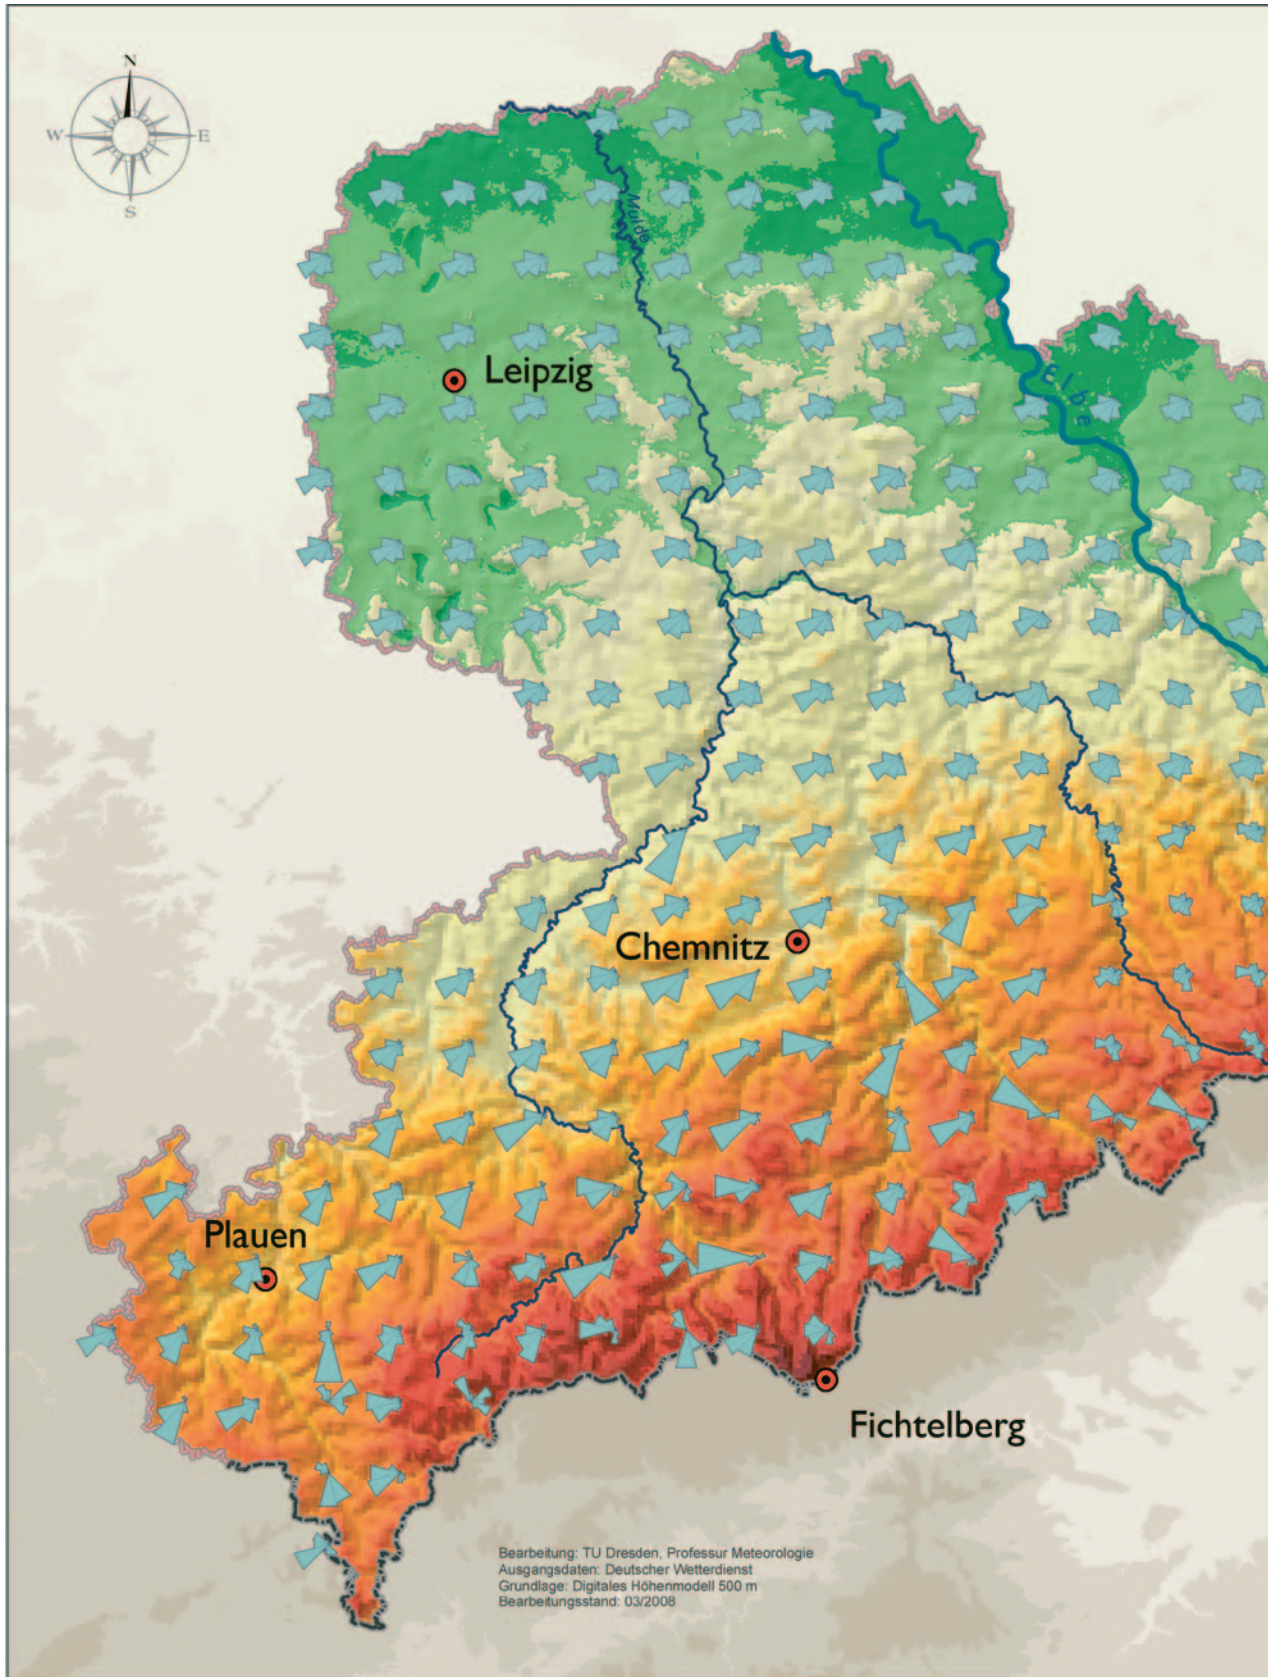 N
W
E
S
Mulde
Leipzig
Elbe
Chemnitz
Plauen
Fichtelberg
Bearbeitung: TU Dresden, Professur Meteorologie
Ausgangsdaten: Deutscher Wetterdienst
Grundlage: Digitales Höhenmodell 500 m
Bearbeitungsstand: 03/2008